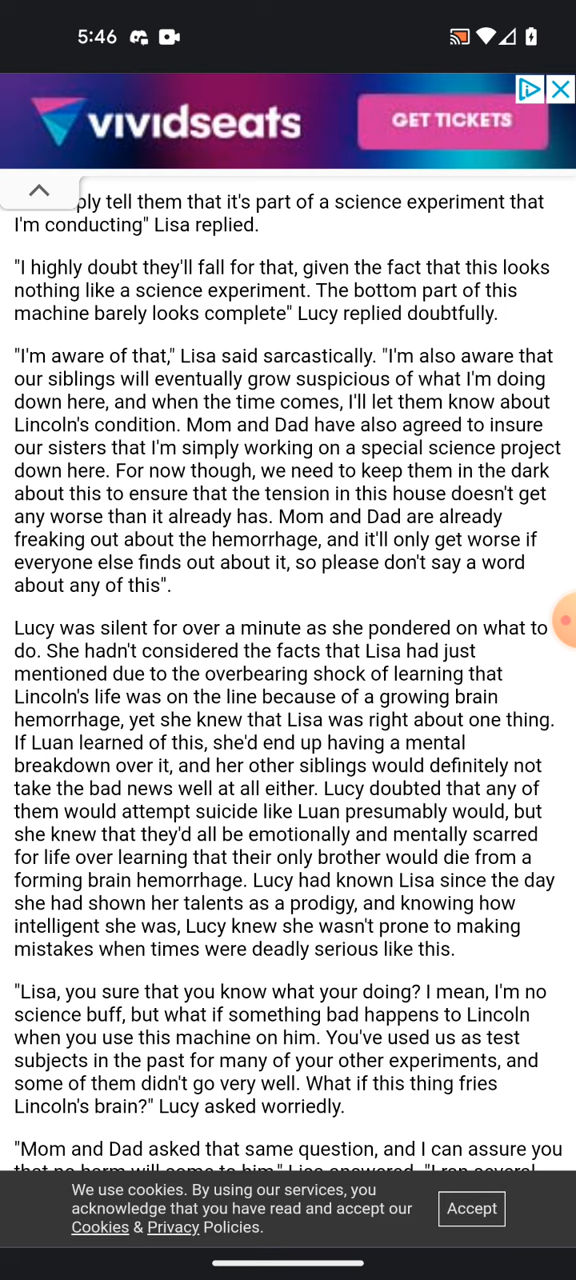 5:46
vividseats
GET TICKETS
ply tell them that it's part of a science experiment that
I'm conducting" Lisa replied.
"I highly doubt they'll fall for that, given the fact that this looks
nothing like a science experiment. The bottom part of this
machine barely looks complete" Lucy replied doubtfully.
"I'm aware of that," Lisa said sarcastically. "I'm also aware that
our siblings will eventually grow suspicious of what I'm doing
down here, and when the time comes, I'll let them know about
Lincoln's condition. Mom and Dad have also agreed to insure
our sisters that I'm simply working on a special science project
down here. For now though, we need to keep them in the dark
about this to ensure that the tension in this house doesn't get
any worse than it already has. Mom and Dad are already
freaking out about the hemorrhage, and it'll only get worse if
everyone else finds out about it, so please don't say a word
about any of this".
Lucy was silent for over a minute as she pondered on what to
do. She hadn't considered the facts that Lisa had just
mentioned due to the overbearing shock of learning that
Lincoln's life was on the line because of a growing brain
hemorrhage, yet she knew that Lisa was right about one thing.
If Luan learned of this, she'd end up having a mental
breakdown over it, and her other siblings would definitely not
take the bad news well at all either. Lucy doubted that any of
them would attempt suicide like Luan presumably would, but
she knew that they'd all be emotionally and mentally scarred
for life over learning that their only brother would die from a
forming brain hemorrhage. Lucy had known Lisa since the day
she had shown her talents as a prodigy, and knowing how
intelligent she was, Lucy knew she wasn't prone to making
mistakes when times were deadly serious like this.
"Lisa, you sure that you know what your doing? I mean, I'm no
science buff, but what if something bad happens to Lincoln
when you use this machine on him. You've used us as test
subjects in the past for many of your other experiments, and
some of them didn't go very well. What if this thing fries
Lincoln's brain?" Lucy asked worriedly.
"Mom and Dad asked that same question, and I can assure you
that no harm will come to him," Lisa answered. "I ran several
We use cookies. By using our services, you
acknowledge that you have read and accept our
Cookies & Privacy Policies.
Accept